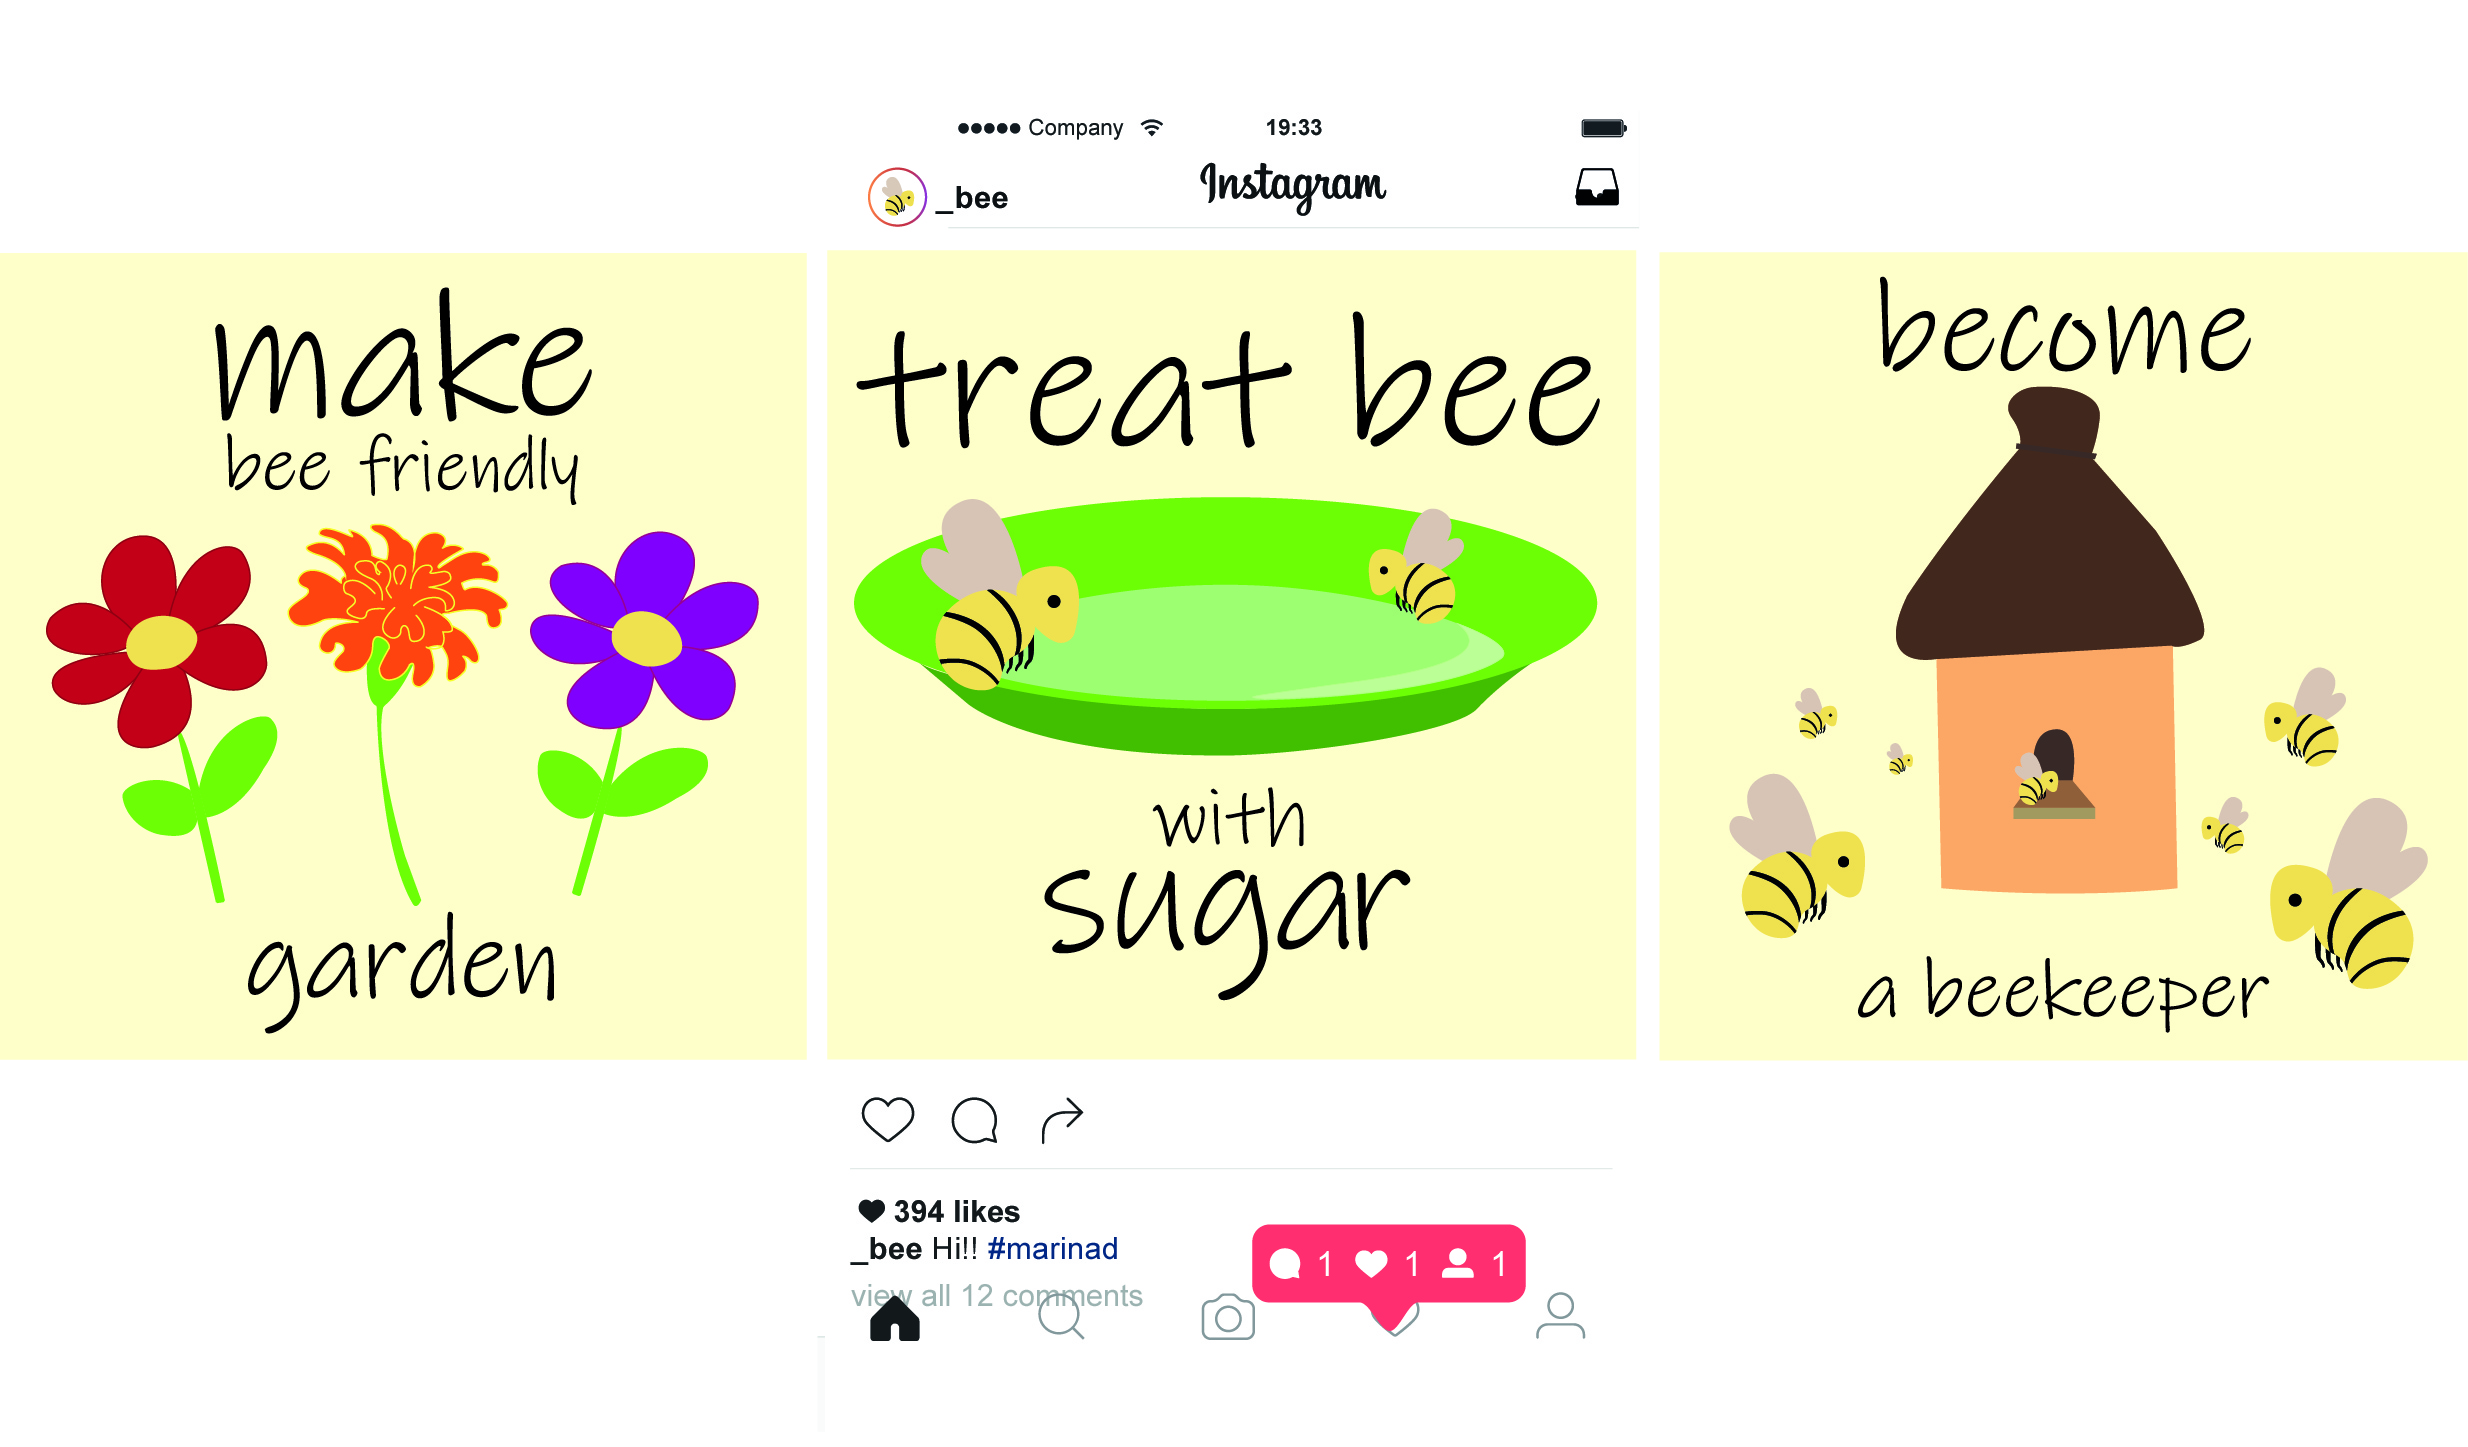 make
bee friendly
garden
Company 19:33
_bee
Instagram
treat bee
with
sugar
394 likes
_bee Hi!! #marinad
view all 12 comments
1 1 1
become
a beekeeper